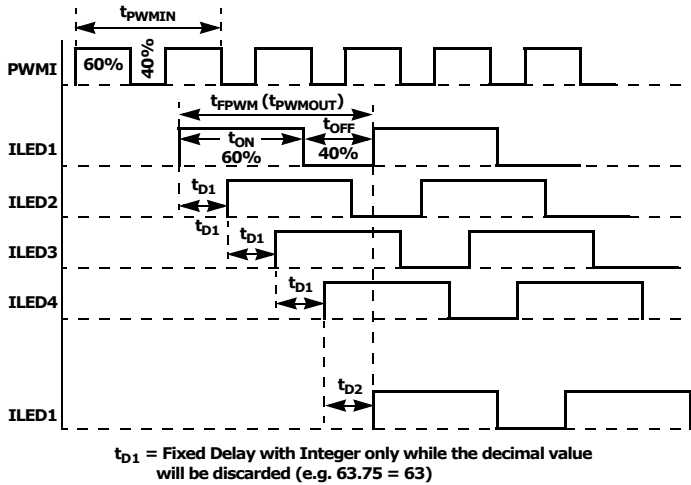 tPWMIN
PWMI
60%
40%
tFPWM (tPWMOUT)
ILED1
tON
60%
tOFF
40%
ILED2
tD1
tD1
ILED3
tD1
ILED4
tD1
ILED1
tD2
tD1 = Fixed Delay with Integer only while the decimal value
will be discarded (e.g. 63.75 = 63)